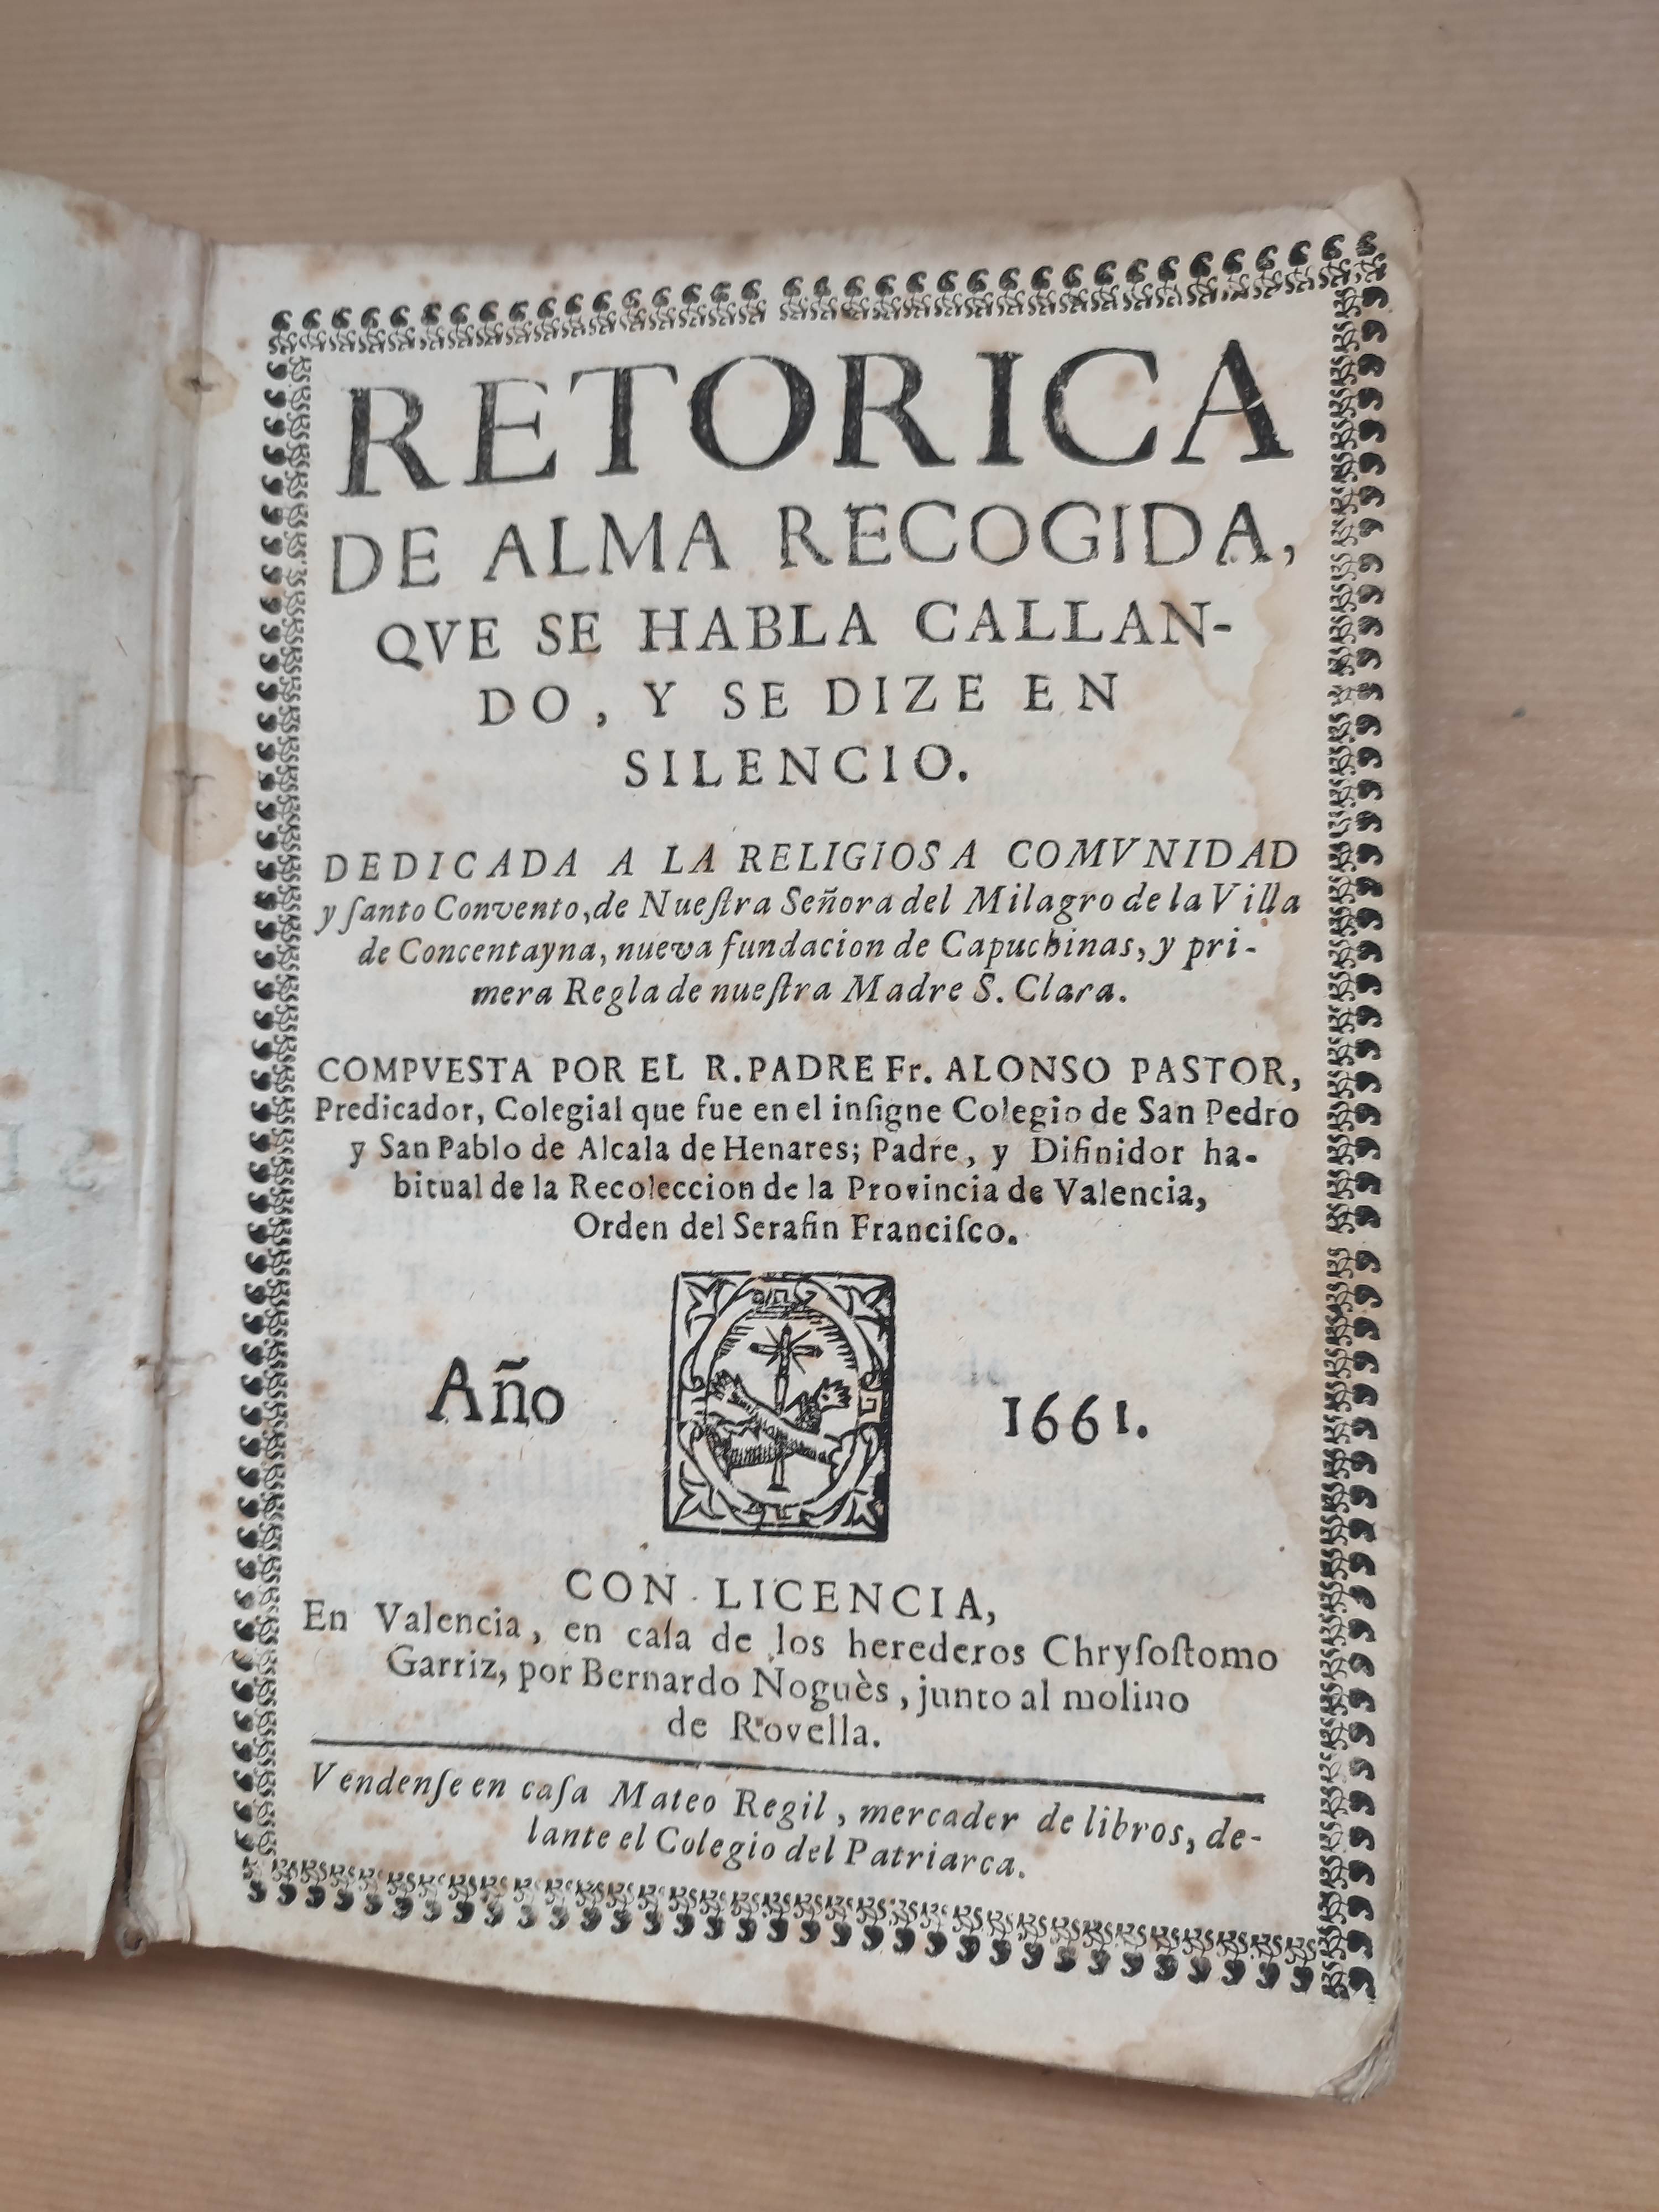 RETORICA
DE ALMA RECOGIDA,
QVE SE HABLA CALLAN-
DO, Y SE DIZE EN
SILENCIO.
DEDICADA A LA RELIGIOSA COMVNIDAD
y ſanto Convento, de Nueſtra Señora del Milagro de la Villa
de Concentayna, nueva fundacion de Capuchinas, y pri-
mera Regla de nueſtra Madre S. Clara.
COMPVESTA POR EL R. PADRE Fr. ALONSO PASTOR,
Predicador, Colegial que fue en el inſigne Colegio de San Pedro
y San Pablo de Alcala de Henares; Padre, y Difinidor ha-
bitual de la Recoleccion de la Provincia de Valencia,
Orden del Serafin Franciſco.
Año 1661.
CON LICENCIA,
En Valencia, en caſa de los herederos Chryſoſtomo
Garriz, por Bernardo Noguès, junto al molino
de Rovella.
Vendenſe en caſa Mateo Regil, mercader de libros, de-
lante el Colegio del Patriarca.